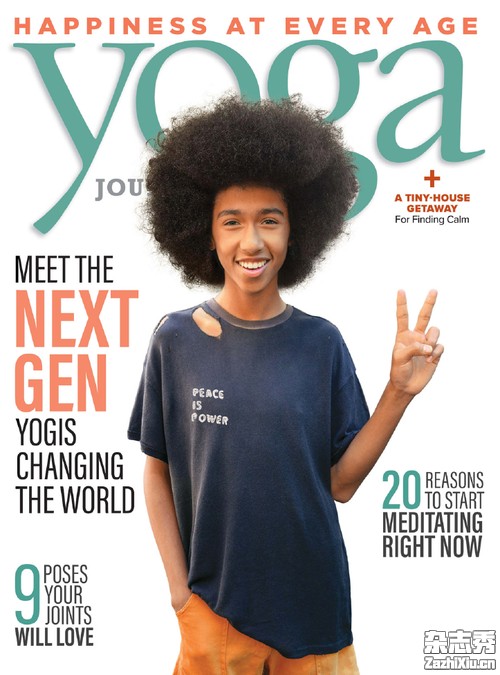 HAPPINESS AT EVERY AGE
yoga
JOU
+
A TINY-HOUSE
GETAWAY
For Finding Calm
MEET THE
NEXT
GEN
YOGIS
CHANGING
THE WORLD
PEACE
IS
POWER
20 REASONS
TO START
MEDITATING
RIGHT NOW
9 POSES
YOUR
JOINTS
WILL LOVE
杂志秀
ZaZhiXiu.cn